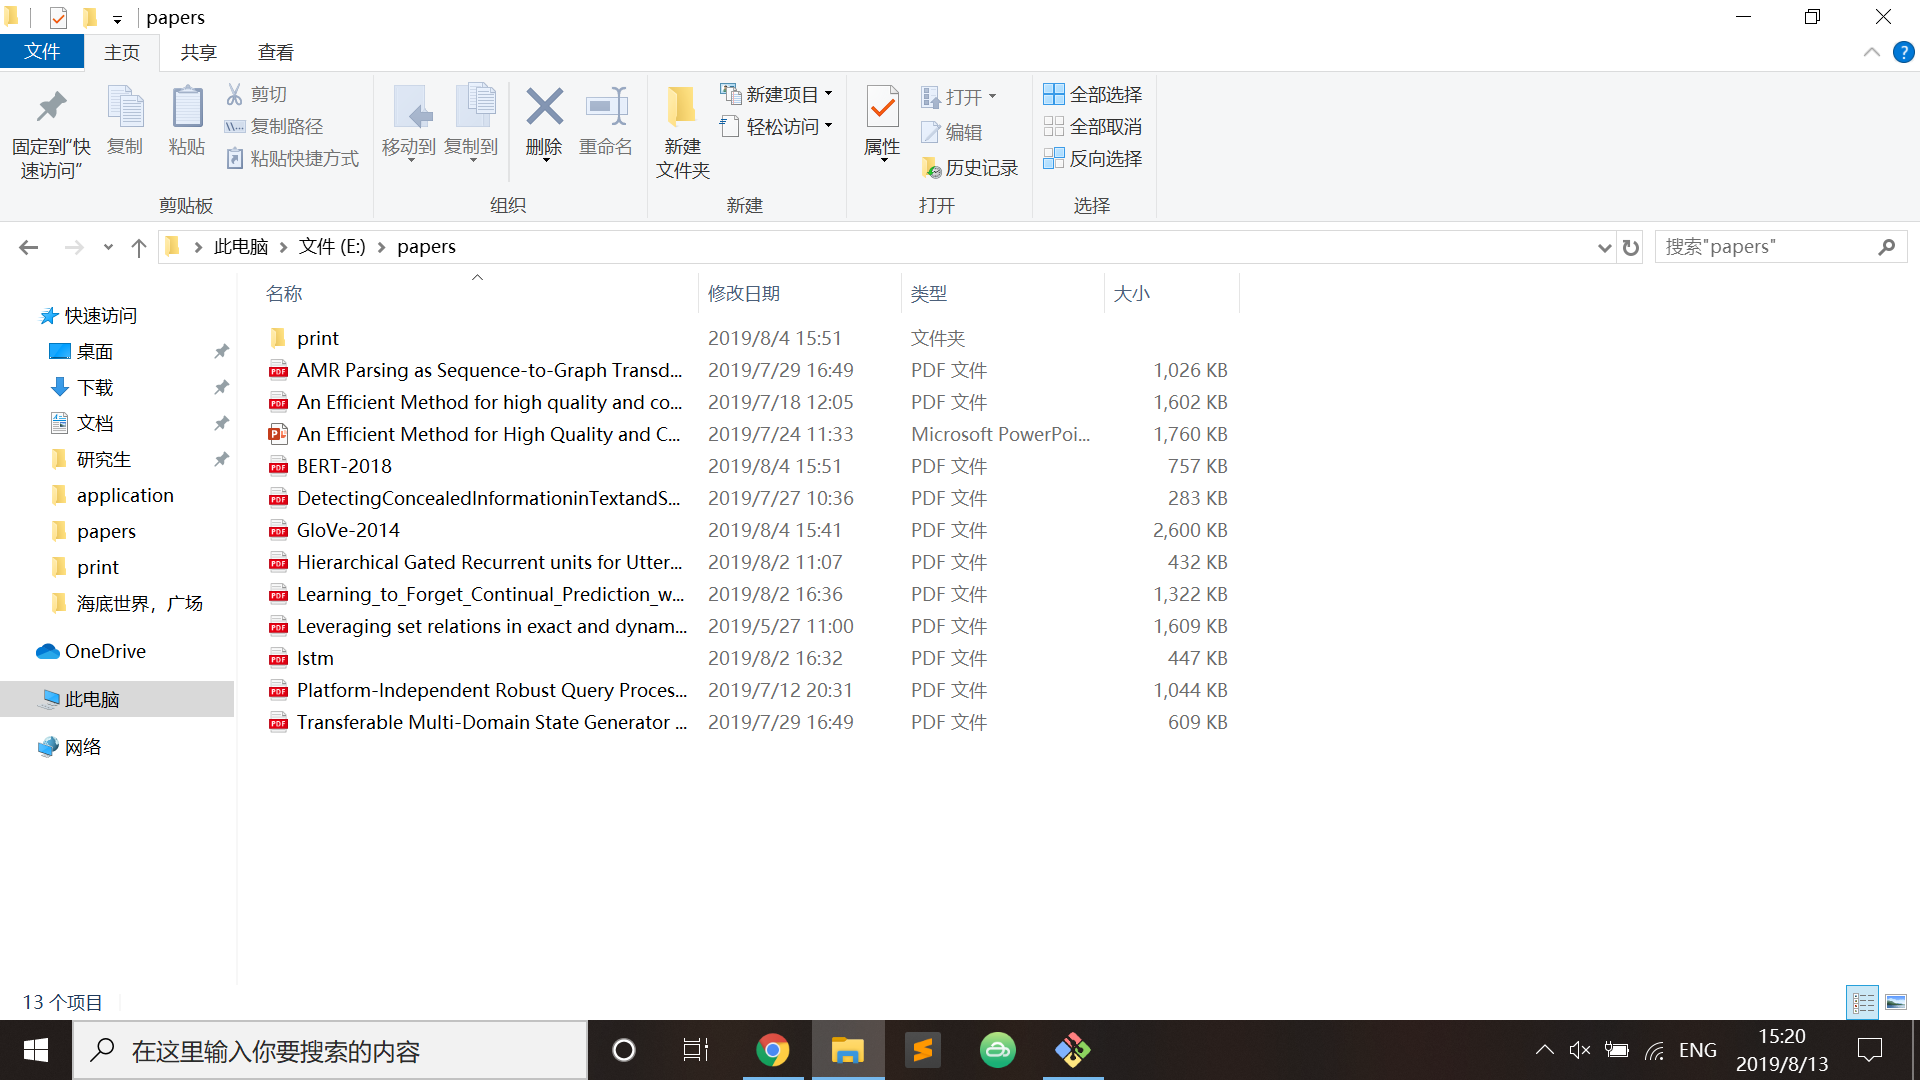 papers
文件 主页 共享 查看
固定到"快速访问"
复制
粘贴
剪切
复制路径
粘贴快捷方式
剪贴板
移动到
复制到
删除
重命名
组织
新建文件夹
新建项目
轻松访问
新建
属性
打开
编辑
历史记录
打开
全部选择
全部取消
反向选择
选择
此电脑 文件 (E:) papers
搜索"papers"
名称 修改日期 类型 大小
快速访问
桌面
下载
文档
研究生
application
papers
print
海底世界，广场
OneDrive
此电脑
网络
print 2019/8/4 15:51 文件夹
AMR Parsing as Sequence-to-Graph Transd... 2019/7/29 16:49 PDF 文件 1,026 KB
An Efficient Method for high quality and co... 2019/7/18 12:05 PDF 文件 1,602 KB
An Efficient Method for High Quality and C... 2019/7/24 11:33 Microsoft PowerPoi... 1,760 KB
BERT-2018 2019/8/4 15:51 PDF 文件 757 KB
DetectingConcealedInformationinTextandS... 2019/7/27 10:36 PDF 文件 283 KB
GloVe-2014 2019/8/4 15:41 PDF 文件 2,600 KB
Hierarchical Gated Recurrent units for Utter... 2019/8/2 11:07 PDF 文件 432 KB
Learning_to_Forget_Continual_Prediction_w... 2019/8/2 16:36 PDF 文件 1,322 KB
Leveraging set relations in exact and dynam... 2019/5/27 11:00 PDF 文件 1,609 KB
lstm 2019/8/2 16:32 PDF 文件 447 KB
Platform-Independent Robust Query Proces... 2019/7/12 20:31 PDF 文件 1,044 KB
Transferable Multi-Domain State Generator ... 2019/7/29 16:49 PDF 文件 609 KB
13 个项目
在这里输入你要搜索的内容
ENG
15:20
2019/8/13